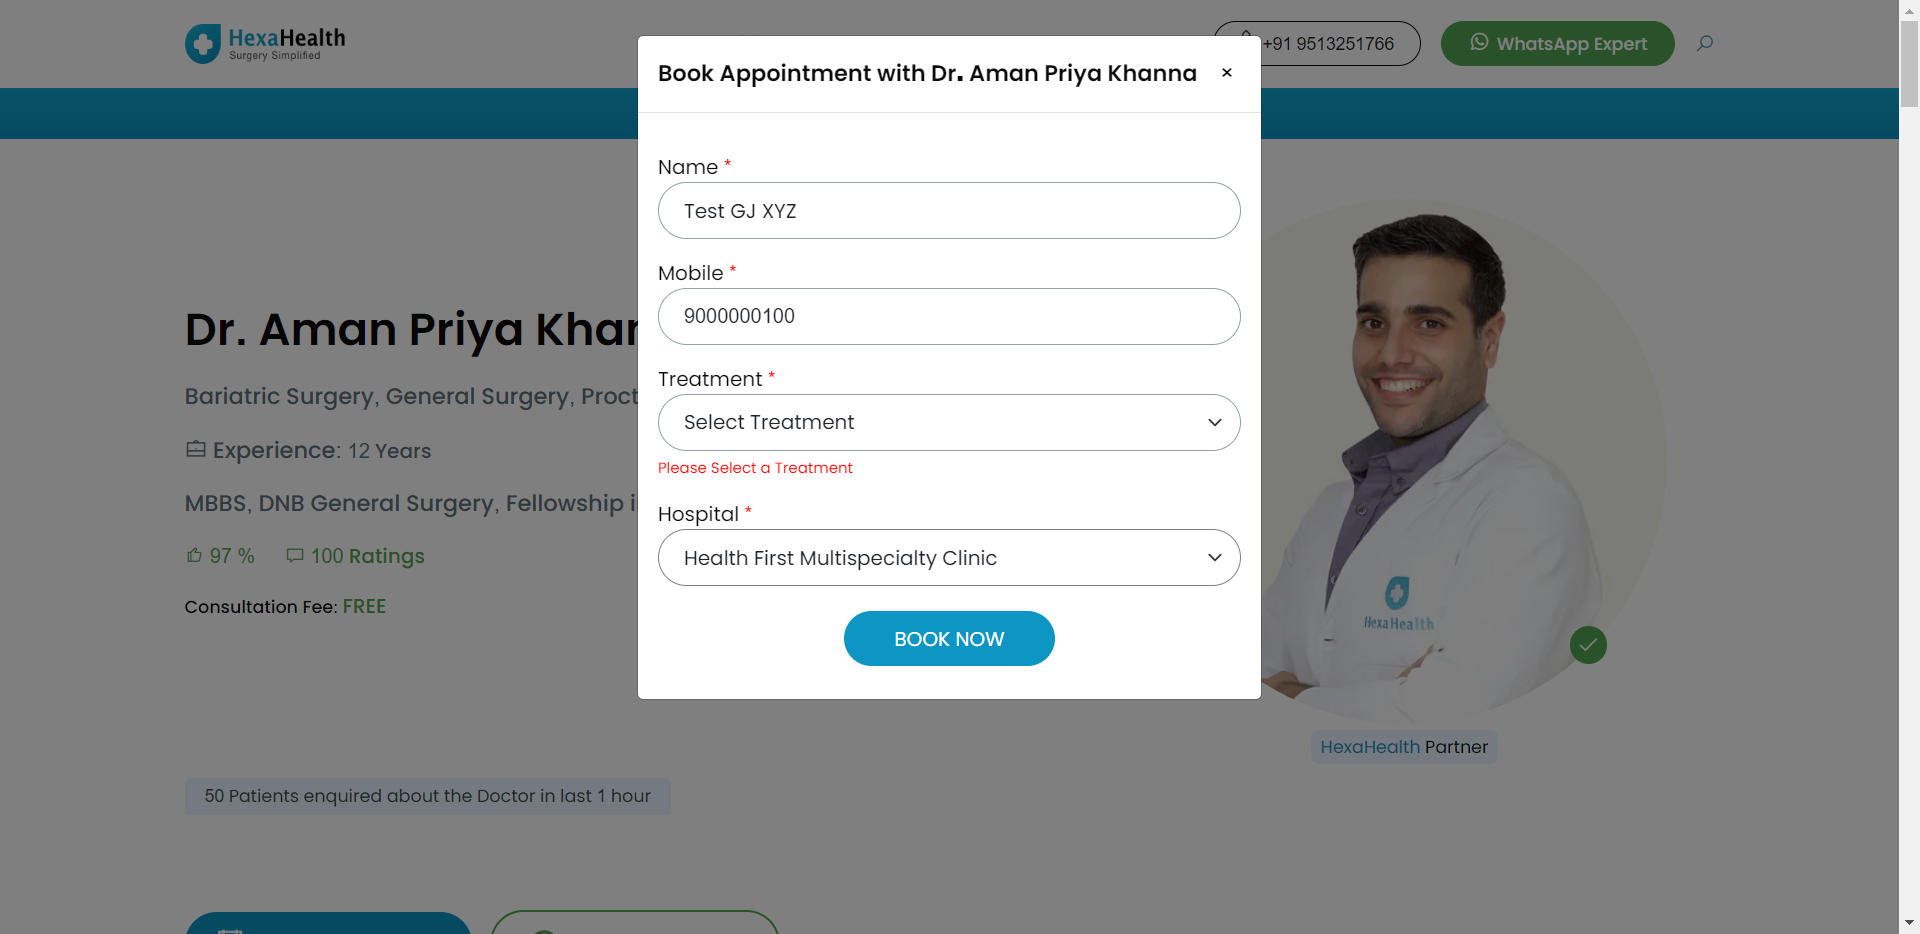 HexaHealth
Surgery Simplified
+91 9513251766
WhatsApp Expert
Book Appointment with Dr. Aman Priya Khanna
×
Name *
Test GJ XYZ
Mobile *
9000000100
Treatment *
Select Treatment
Please Select a Treatment
Hospital *
Health First Multispecialty Clinic
BOOK NOW
Dr. Aman Priya Khan
Bariatric Surgery, General Surgery, Proct
Experience: 12 Years
MBBS, DNB General Surgery, Fellowship i
97 % 100 Ratings
Consultation Fee: FREE
HexaHealth
HexaHealth Partner
50 Patients enquired about the Doctor in last 1 hour